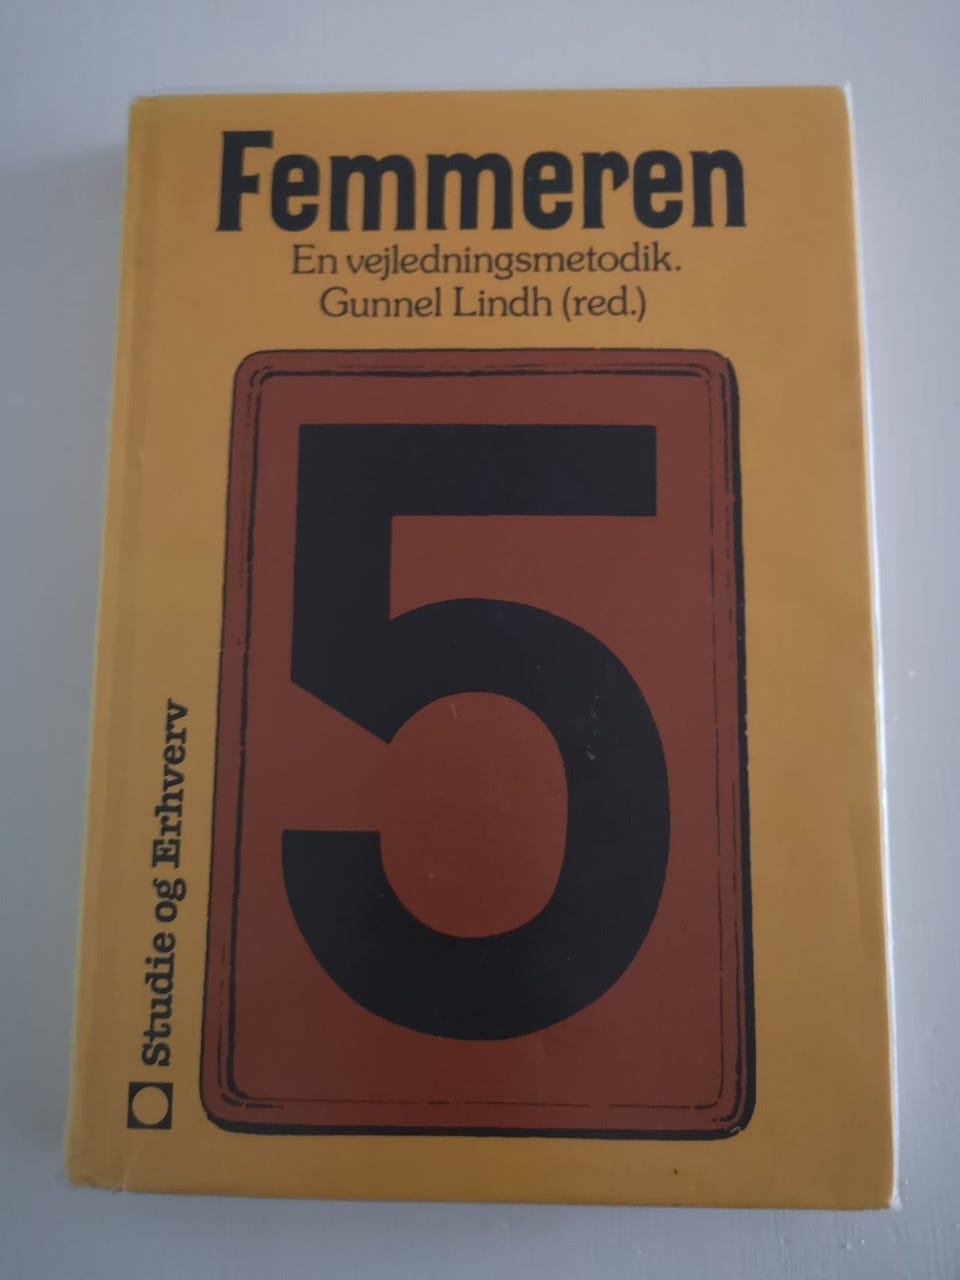 Femmeren
En vejledningsmetodik.
Gunnel Lindh (red.)
5
Studie og Erhverv